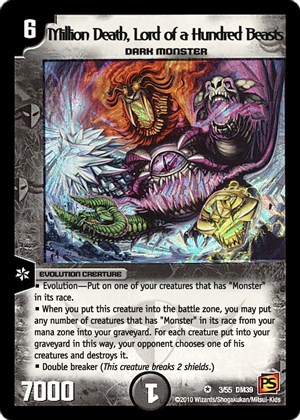 6
Million Death, Lord of a Hundred Beasts
DARK MONSTER
EVOLUTION CREATURE
■ Evolution—Put on one of your creatures that has "Monster"
in its race.
■ When you put this creature into the battle zone, you may put
any number of creatures that has "Monster" in its race from your
mana zone into your graveyard. For each creature put into your
graveyard in this way, your opponent chooses one of his
creatures and destroys it.
■ Double breaker (This creature breaks 2 shields.)
7000
1
3/55 DM39
PS
©2010 Wizards/Shogakukan/Mitsui-Kids